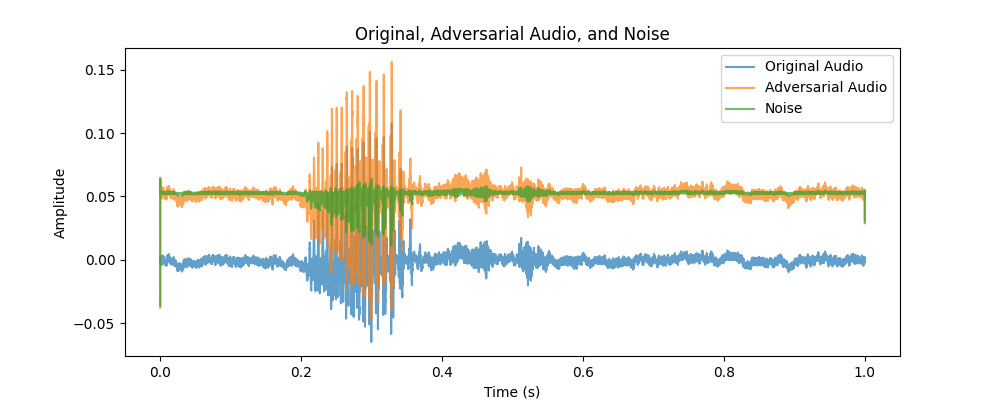 Original, Adversarial Audio, and Noise
Original Audio
Adversarial Audio
Noise
0.15
0.10
0.05
0.00
−0.05
Amplitude
0.0
0.2
0.4
0.6
0.8
1.0
Time (s)